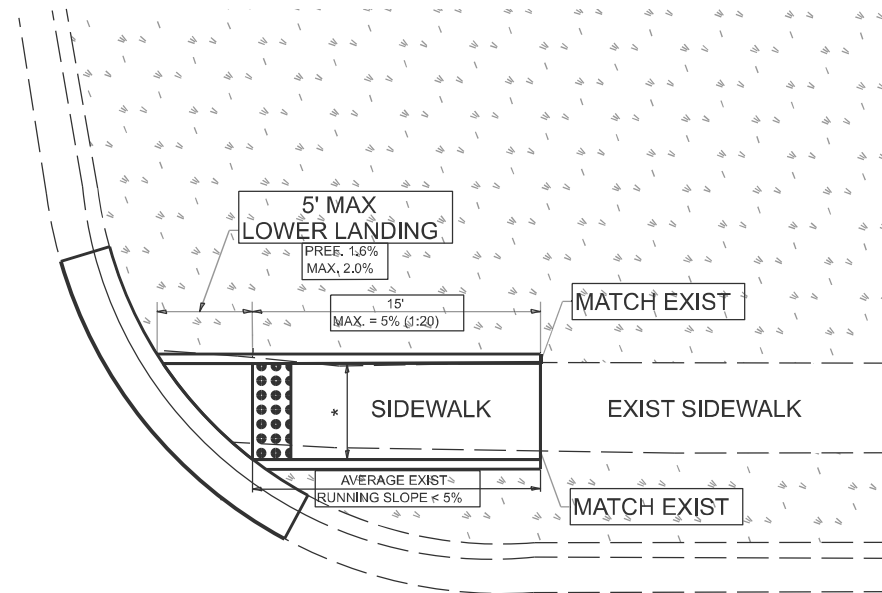 5' MAX
LOWER LANDING
PREF. 1.6%
MAX. 2.0%
15'
MAX. = 5% (1:20)
MATCH EXIST
*
SIDEWALK
EXIST SIDEWALK
AVERAGE EXIST
RUNNING SLOPE < 5%
MATCH EXIST